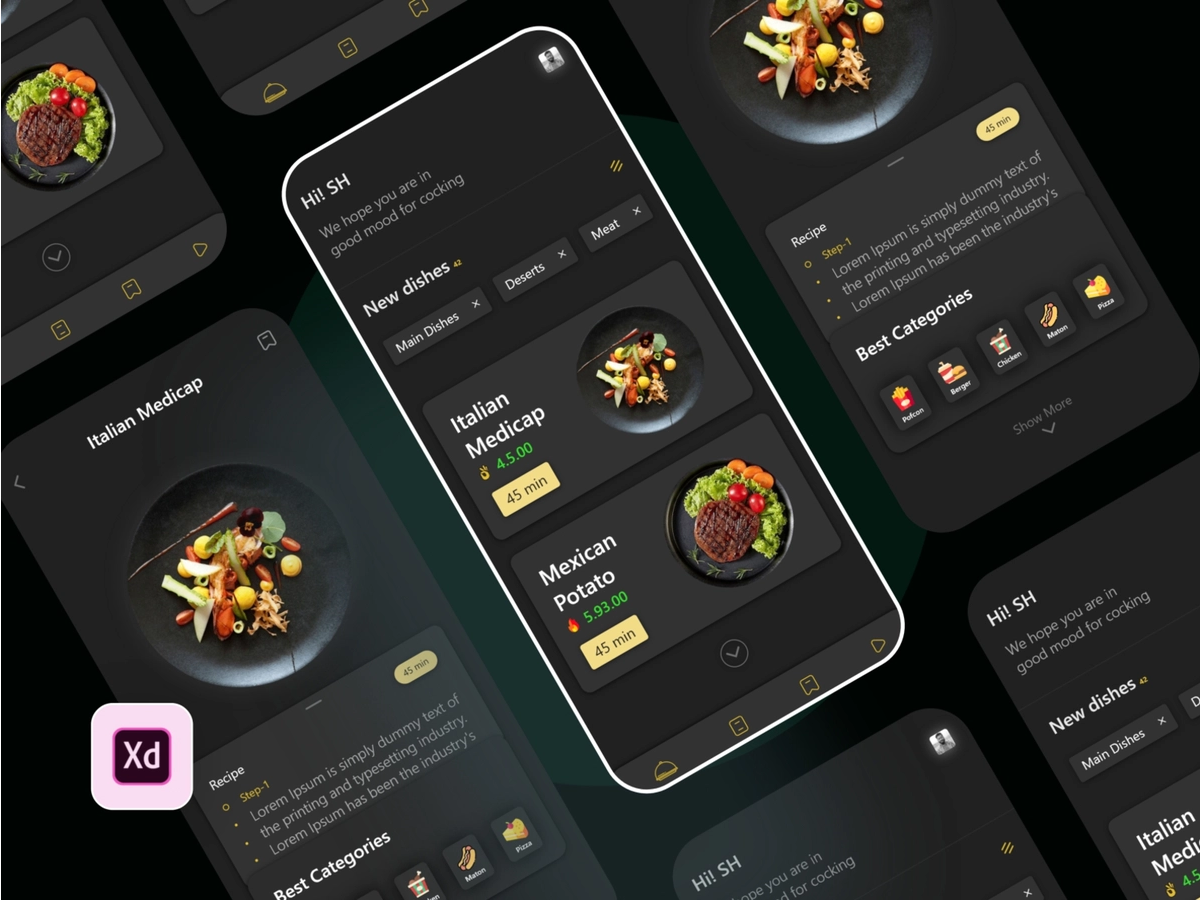 Hi! SH
We hope you are in
good mood for cocking
New dishes 42
Main Dishes ×
Deserts ×
Meat ×
Italian
Medicap
4.5.00
45 min
Mexican
Potato
5.93.00
45 min
Italian Medicap
45 min
Recipe
Step-1
Lorem Ipsum is simply dummy text of
the printing and typesetting industry.
Lorem Ipsum has been the industry's
Best Categories
Maton
Pizza
Xd
45 min
Recipe
Step-1
Lorem Ipsum is simply dummy text of
the printing and typesetting industry.
Lorem Ipsum has been the industry's
Best Categories
Pofcon
Berger
Chicken
Maton
Pizza
Show More
Hi! SH
We hope you are in
good mood for cocking
New dishes 42
Main Dishes ×
Italian
Hi! SH
hope you are in
good mood for cocking
×